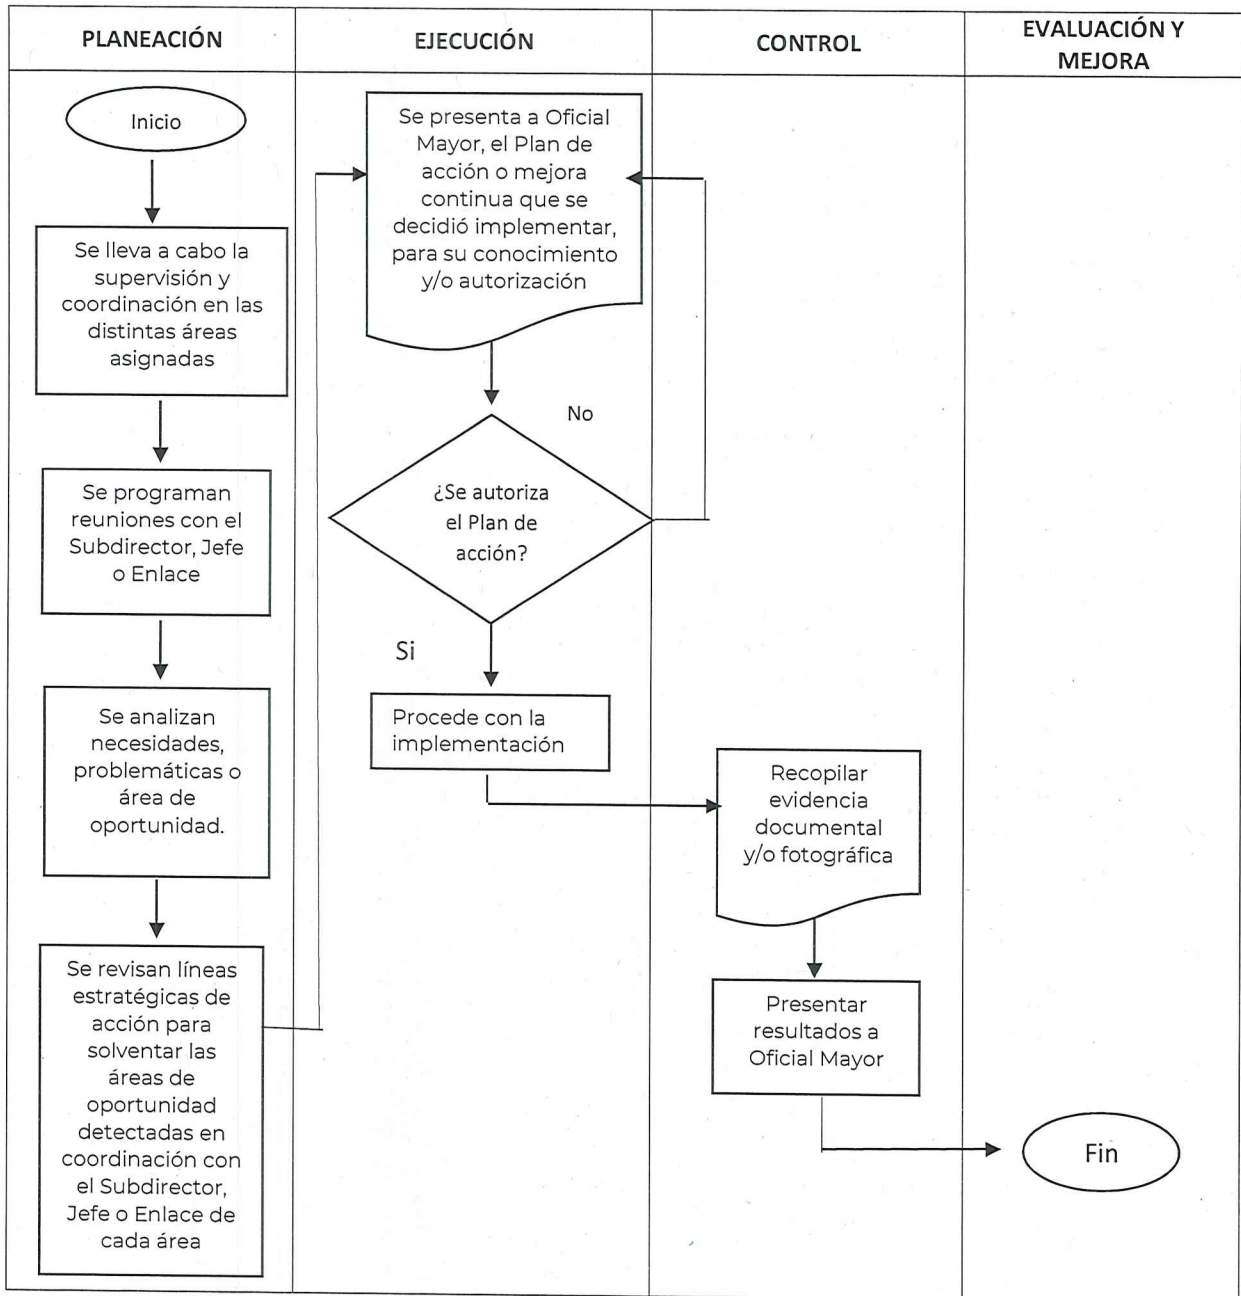 PLANEACIÓN
EJECUCIÓN
CONTROL
EVALUACIÓN Y
MEJORA
Inicio
Se lleva a cabo la
supervisión y
coordinación en las
distintas áreas
asignadas
Se programan
reuniones con el
Subdirector, Jefe
o Enlace
Se analizan
necesidades,
problemáticas o
área de
oportunidad.
Se revisan líneas
estratégicas de
acción para
solventar las
áreas de
oportunidad
detectadas en
coordinación con
el Subdirector,
Jefe o Enlace de
cada área
Se presenta a Oficial
Mayor, el Plan de
acción o mejora
continua que se
decidió implementar,
para su conocimiento
y/o autorización
No
¿Se autoriza
el Plan de
acción?
Si
Procede con la
implementación
Recopilar
evidencia
documental
y/o fotográfica
Presentar
resultados a
Oficial Mayor
Fin